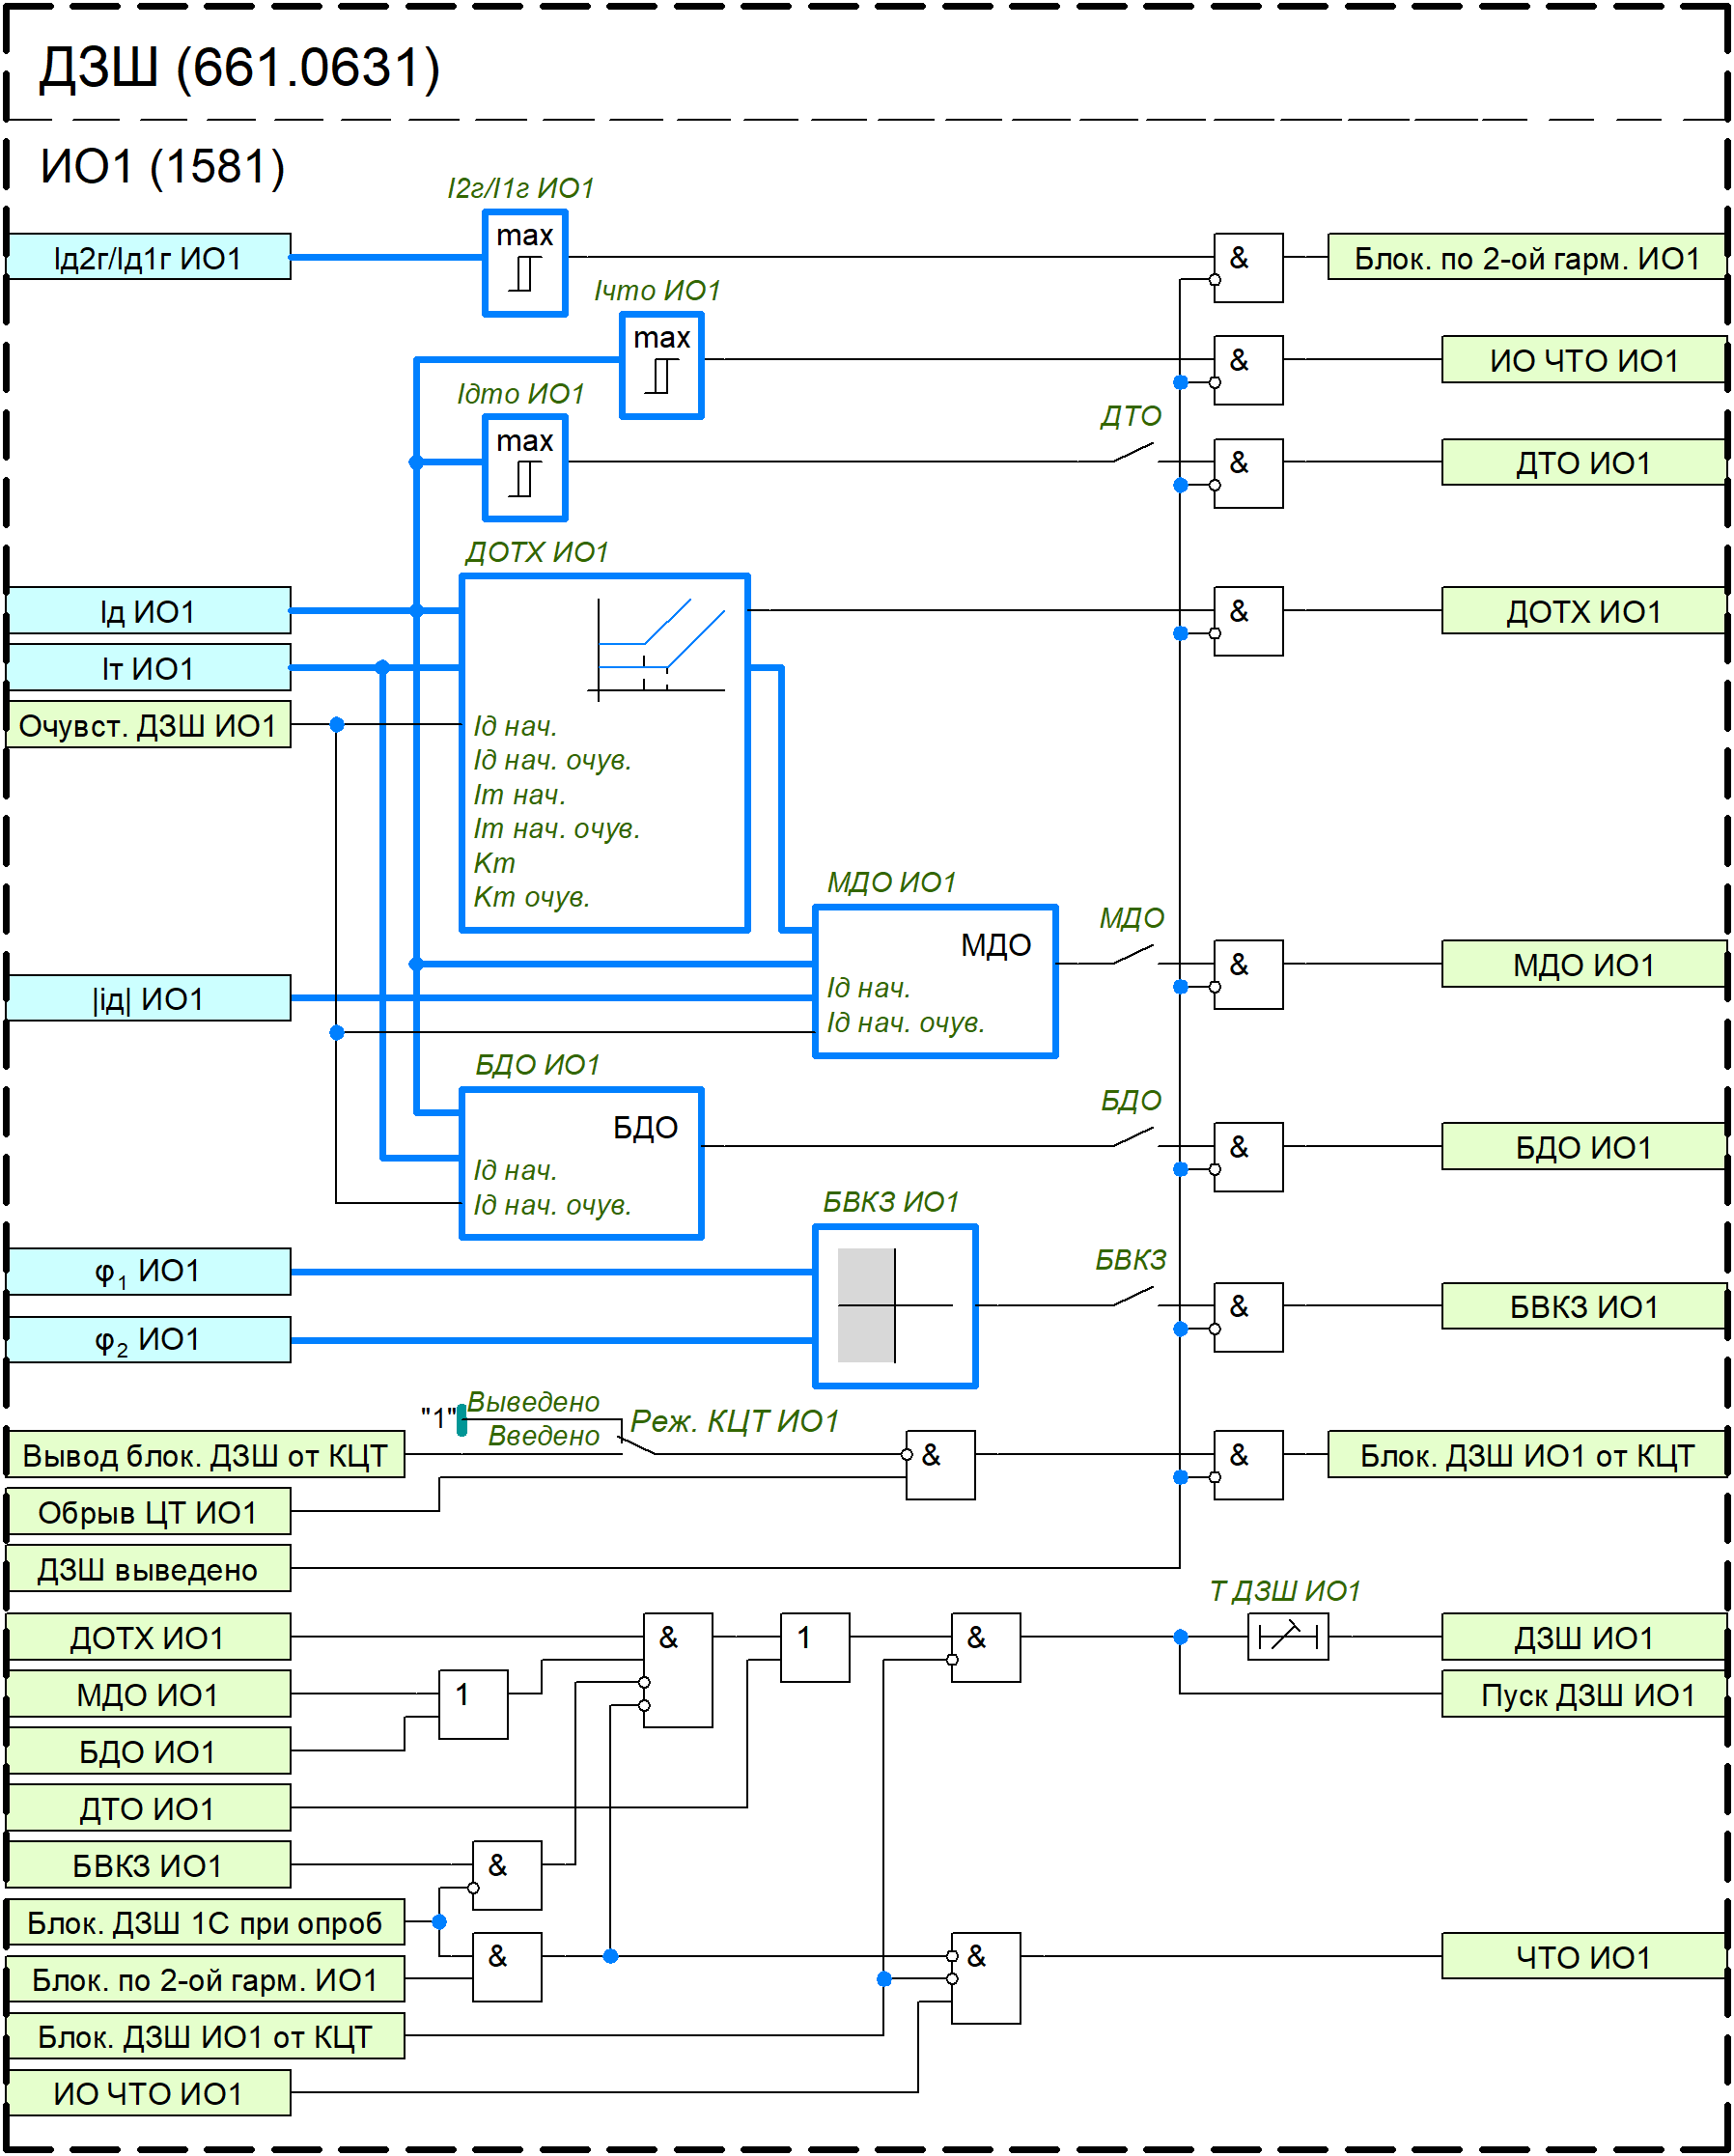 ДЗШ (661.0631)
ИО1 (1581)
I2г/I1г ИО1
Iд2г/Iд1г ИО1
max
&
Блок. по 2-ой гарм. ИО1
Iчто ИО1
max
&
ИО ЧТО ИО1
Iдто ИО1
max
ДТО
&
ДТО ИО1
ДОТХ ИО1
Iд ИО1
&
ДОТХ ИО1
Iт ИО1
Очувст. ДЗШ ИО1
Iд нач.
Iд нач. очув.
Iт нач.
Iт нач. очув.
Kт
Kт очув.
МДО ИО1
МДО
МДО
&
МДО ИО1
|iд| ИО1
Iд нач.
Iд нач. очув.
БДО ИО1
БДО
БДО
&
БДО ИО1
Iд нач.
Iд нач. очув.
БВКЗ ИО1
φ1 ИО1
БВКЗ
&
БВКЗ ИО1
φ2 ИО1
"1"
Выведено
Введено
Реж. КЦТ ИО1
Вывод блок. ДЗШ от КЦТ
&
&
Блок. ДЗШ ИО1 от КЦТ
Обрыв ЦТ ИО1
ДЗШ выведено
Т ДЗШ ИО1
ДОТХ ИО1
&
1
&
ДЗШ ИО1
МДО ИО1
1
Пуск ДЗШ ИО1
БДО ИО1
ДТО ИО1
БВКЗ ИО1
&
Блок. ДЗШ 1С при опроб
&
&
ЧТО ИО1
Блок. по 2-ой гарм. ИО1
Блок. ДЗШ ИО1 от КЦТ
ИО ЧТО ИО1